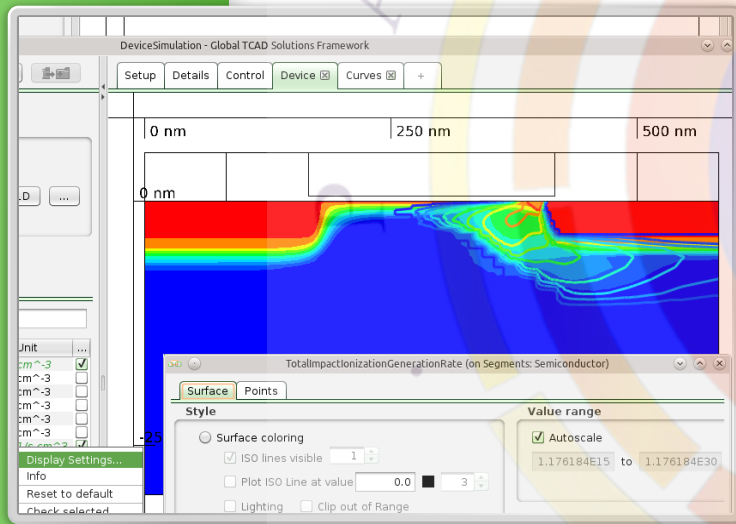 DeviceSimulation - Global TCAD Solutions Framework
Setup Details Control Device Curves +
0 nm 250 nm 500 nm
0 nm
...
Unit ...
cm^-3
cm^-3
cm^-3
cm^-3
cm^-3
cm^-3
-25
Display Settings...
Info
Reset to default
Check selected
TotalImpactIonizationGenerationRate (on Segments: Semiconductor)
Surface Points
Style
Surface coloring
ISO lines visible 1
Plot ISO Line at value 0.0 3
Lighting Clip out of Range
Value range
Autoscale
1.176184E15 to 1.176184E30